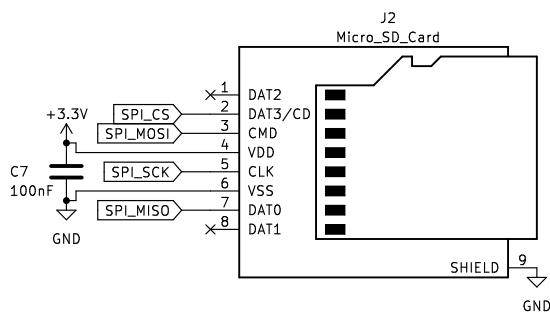 J2
Micro_SD_Card
1 DAT2
SPI_CS 2 DAT3/CD
+3.3V SPI_MOSI 3 CMD
4 VDD
C7 SPI_SCK 5 CLK
100nF 6 VSS
SPI_MISO 7 DAT0
GND 8 DAT1
SHIELD 9
GND